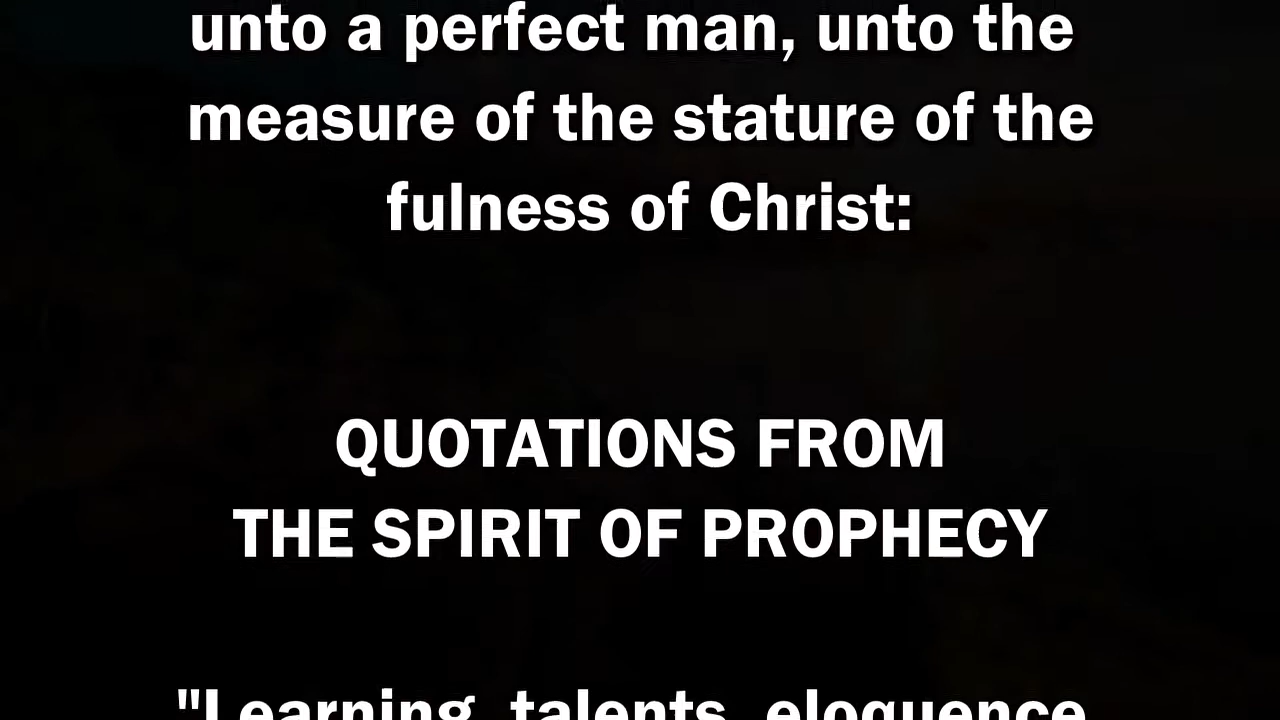 unto a perfect man, unto the
measure of the stature of the
fulness of Christ:
QUOTATIONS FROM
THE SPIRIT OF PROPHECY
"Learning, talents, eloquence,